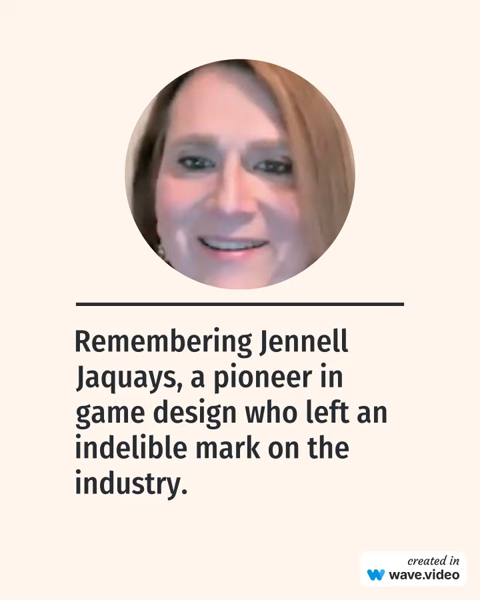 Remembering Jennell
Jaquays, a pioneer in
game design who left an
indelible mark on the
industry.
created in
wave.video